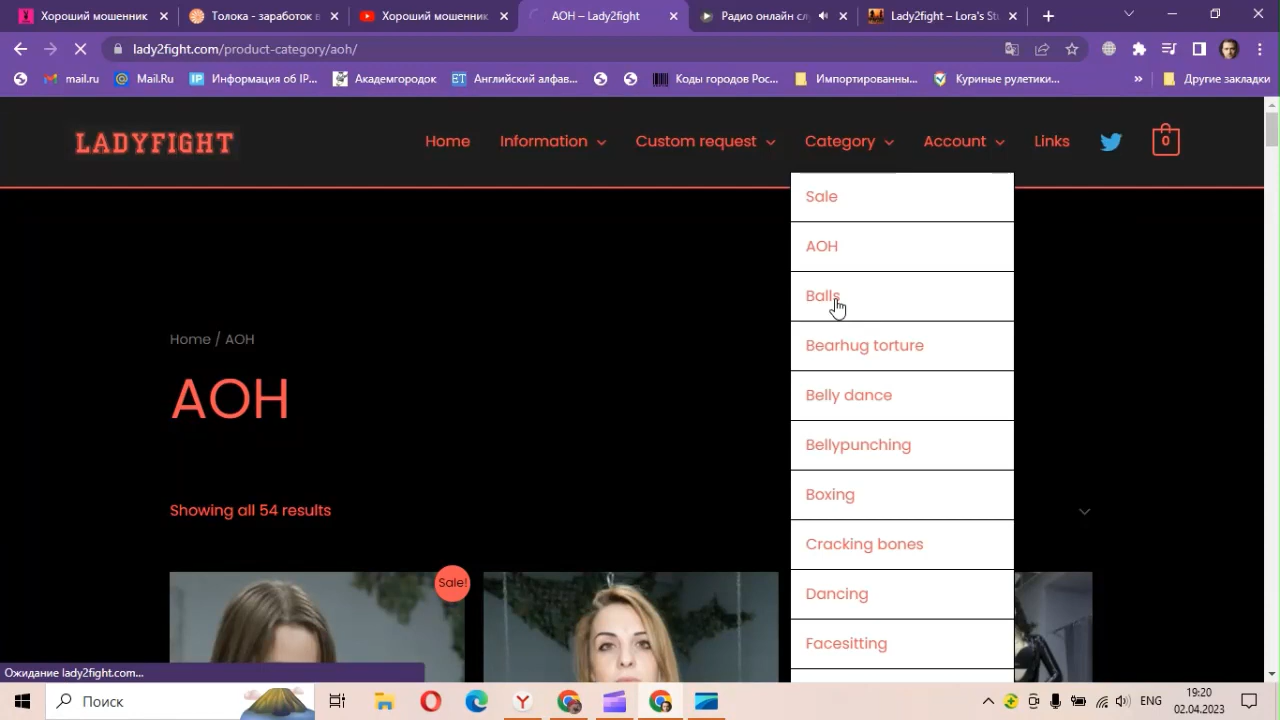 Хороший мошенник
Толока - заработок в
Хороший мошенник
AOH – Lady2fight
Радио онлайн сл
Lady2fight – Lora's Stu
lady2fight.com/product-category/aoh/
mail.ru
Mail.Ru
Информация об IP...
Академгородок
Английский алфав...
Коды городов Рос...
Импортированны...
Куриные рулетики...
»
Другие закладки
LADYFIGHT
Home
Information
Custom request
Category
Account
Links
0
Sale
AOH
Balls
Bearhug torture
Belly dance
Bellypunching
Boxing
Cracking bones
Dancing
Facesitting
Home / AOH
AOH
Showing all 54 results
Sale!
Ожидание lady2fight.com...
Поиск
ENG
19:20
02.04.2023